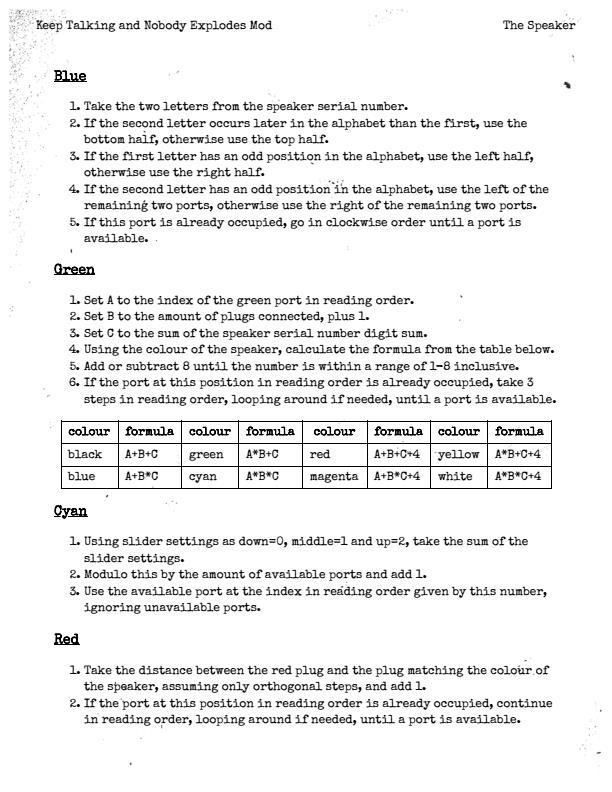 Keep Talking and Nobody Explodes Mod The Speaker
Blue
1. Take the two letters from the speaker serial number.
2. If the second letter occurs later in the alphabet than the first, use the
bottom half, otherwise use the top half.
3. If the first letter has an odd position in the alphabet, use the left half,
otherwise use the right half.
4. If the second letter has an odd position in the alphabet, use the left of the
remaining two ports, otherwise use the right of the remaining two ports.
5. If this port is already occupied, go in clockwise order until a port is
available.
Green
1. Set A to the index of the green port in reading order.
2. Set B to the amount of plugs connected, plus 1.
3. Set C to the sum of the speaker serial number digit sum.
4. Using the colour of the speaker, calculate the formula from the table below.
5. Add or subtract 8 until the number is within a range of 1-8 inclusive.
6. If the port at this position in reading order is already occupied, take 3
steps in reading order, looping around if needed, until a port is available.
colour formula colour formula colour formula colour formula
black A+B+C green A*B+C red A+B+C+4 yellow A*B+C+4
blue A+B*C cyan A*B*C magenta A+B*C+4 white A*B*C+4
Cyan
1. Using slider settings as down=0, middle=1 and up=2, take the sum of the
slider settings.
2. Modulo this by the amount of available ports and add 1.
3. Use the available port at the index in reading order given by this number,
ignoring unavailable ports.
Red
1. Take the distance between the red plug and the plug matching the colour of
the speaker, assuming only orthogonal steps, and add 1.
2. If the port at this position in reading order is already occupied, continue
in reading order, looping around if needed, until a port is available.